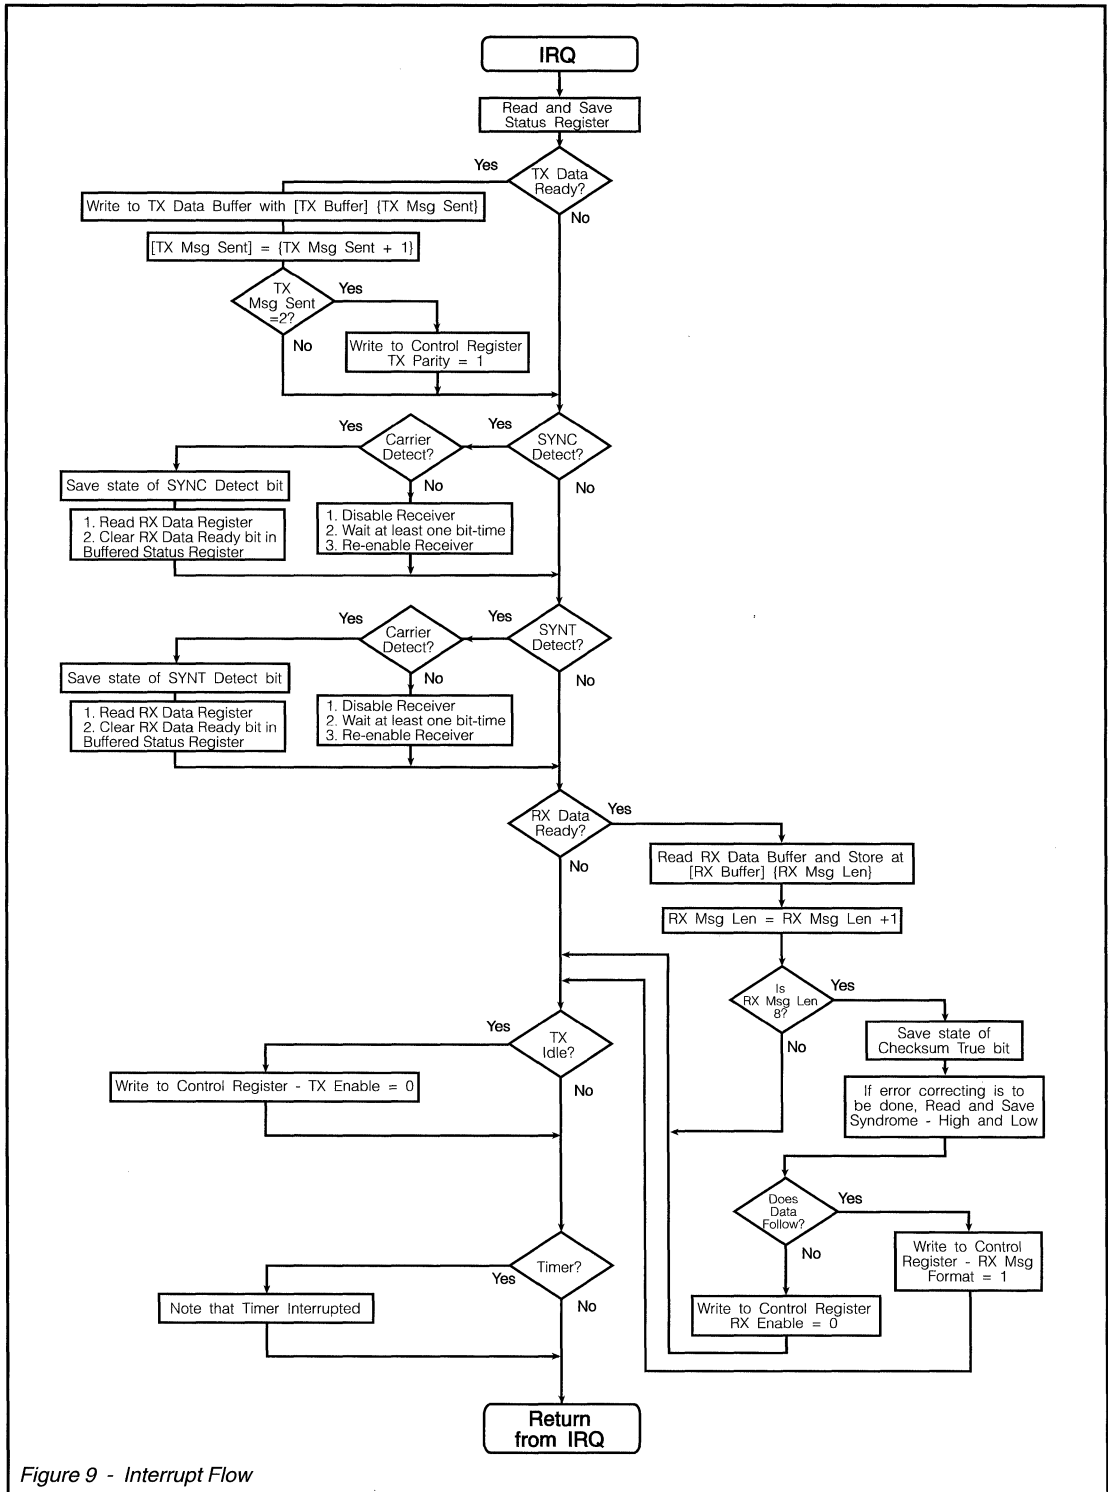 IRQ
Read and Save
Status Register
TX Data
Ready?
Yes
No
Write to TX Data Buffer with [TX Buffer] {TX Msg Sent}
[TX Msg Sent] = {TX Msg Sent + 1}
TX
Msg Sent
=2?
Yes
No
Write to Control Register
TX Parity = 1
SYNC
Detect?
Yes
No
Carrier
Detect?
Yes
No
Save state of SYNC Detect bit
1. Read RX Data Register
2. Clear RX Data Ready bit in
Buffered Status Register
1. Disable Receiver
2. Wait at least one bit-time
3. Re-enable Receiver
SYNT
Detect?
Yes
No
Carrier
Detect?
Yes
No
Save state of SYNT Detect bit
1. Read RX Data Register
2. Clear RX Data Ready bit in
Buffered Status Register
1. Disable Receiver
2. Wait at least one bit-time
3. Re-enable Receiver
RX Data
Ready?
Yes
No
Read RX Data Buffer and Store at
[RX Buffer] {RX Msg Len}
RX Msg Len = RX Msg Len +1
Is
RX Msg Len
8?
Yes
No
Save state of
Checksum True bit
If error correcting is to
be done, Read and Save
Syndrome - High and Low
Does
Data
Follow?
Yes
No
Write to Control
Register - RX Msg
Format = 1
Write to Control Register
RX Enable = 0
TX
Idle?
Yes
No
Write to Control Register - TX Enable = 0
Timer?
Yes
No
Note that Timer Interrupted
Return
from IRQ
Figure 9 - Interrupt Flow